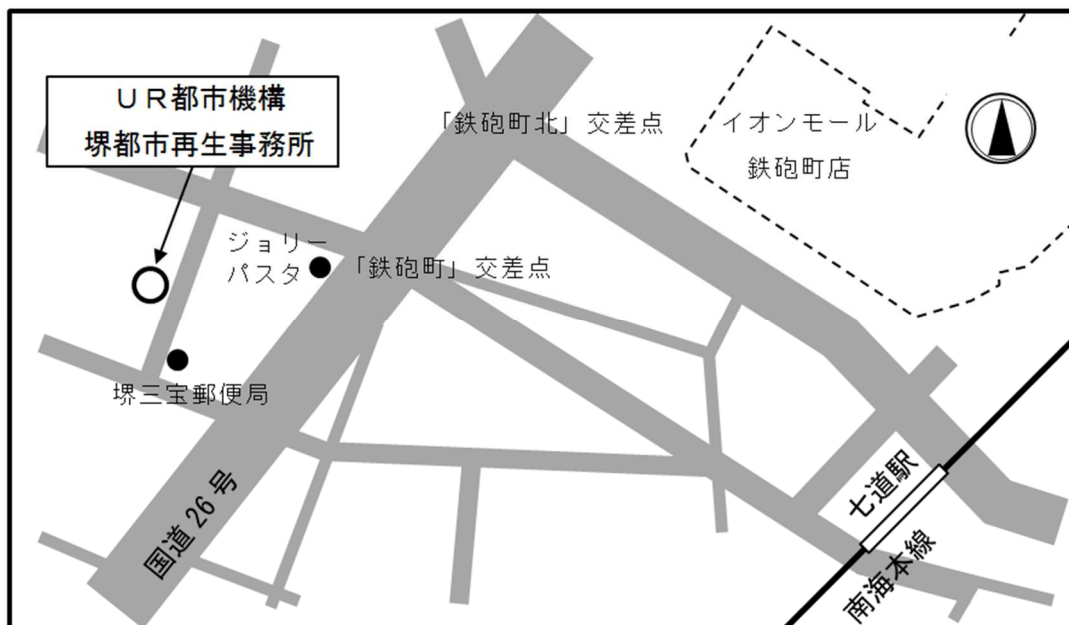 UR都市機構
堺都市再生事務所
「鉄砲町北」交差点
イオンモール
鉄砲町店
ジョリー
パスタ
「鉄砲町」交差点
堺三宝郵便局
国道26号
七道駅
南海本線